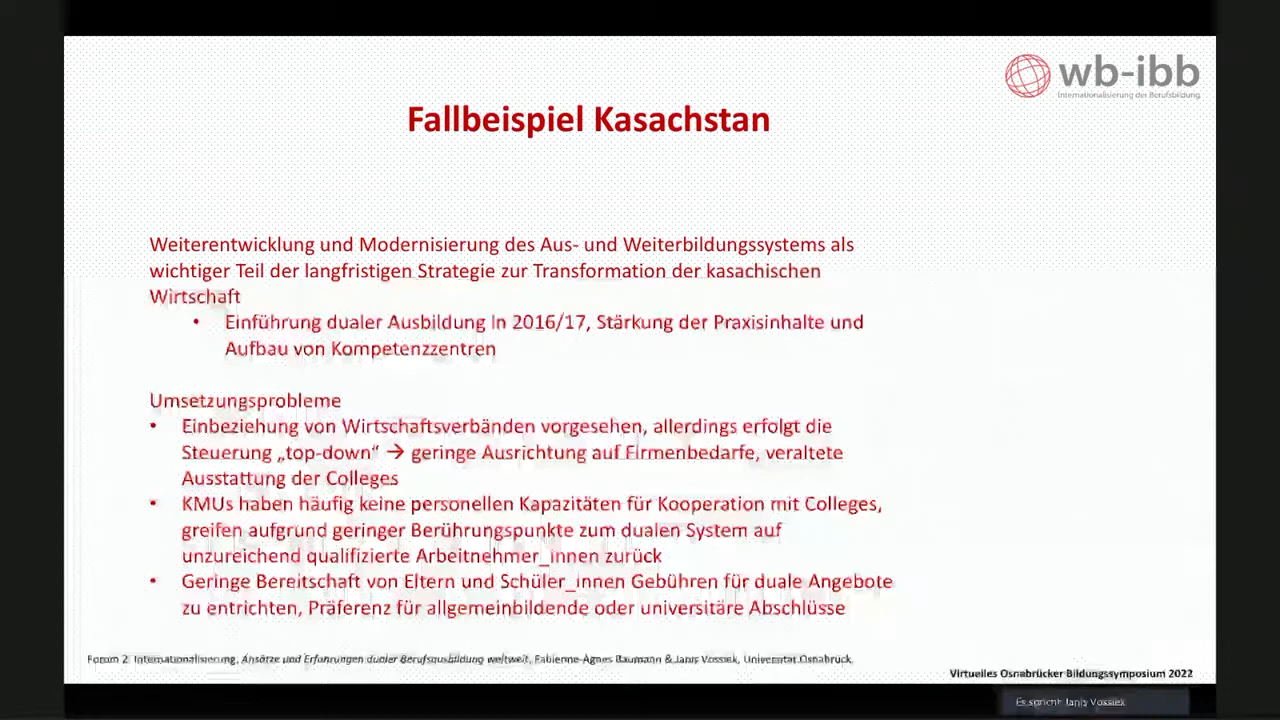 wb-ibb
Internationalisierung der Berufsbildung
Fallbeispiel Kasachstan
Weiterentwicklung und Modernisierung des Aus- und Weiterbildungssystems als
wichtiger Teil der langfristigen Strategie zur Transformation der kasachischen
Wirtschaft
• Einführung dualer Ausbildung In 2016/17, Stärkung der Praxisinhalte und
Aufbau von Kompetenzzentren
Umsetzungsprobleme
• Einbeziehung von Wirtschaftsverbänden vorgesehen, allerdings erfolgt die
Steuerung „top-down“ → geringe Ausrichtung auf Firmenbedarfe, veraltete
Ausstattung der Colleges
• KMUs haben häufig keine personellen Kapazitäten für Kooperation mit Colleges,
greifen aufgrund geringer Berührungspunkte zum dualen System auf
unzureichend qualifizierte Arbeitnehmer_innen zurück
• Geringe Bereitschaft von Eltern und Schüler_innen Gebühren für duale Angebote
zu entrichten, Präferenz für allgemeinbildende oder universitäre Abschlüsse
Forum 2: Internationalisierung, Ansätze und Erfahrungen dualer Berufsausbildung weltweit, Fabienne-Agnes Baumann & Janis Vossiek, Universität Osnabrück
Virtuelles Osnabrücker Bildungssymposium 2022
Es spricht: Janis Vossiek